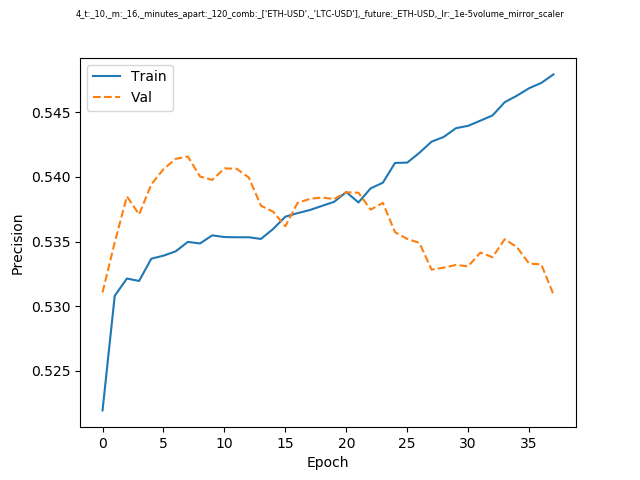 4_t:_10,_m:_16,_minutes_apart:_120_comb:_['ETH-USD',_'LTC-USD'],_future:_ETH-USD,_lr:_1e-5volume_mirror_scaler
Train
Val
0.545
0.540
0.535
0.530
0.525
Precision
0 5 10 15 20 25 30 35
Epoch